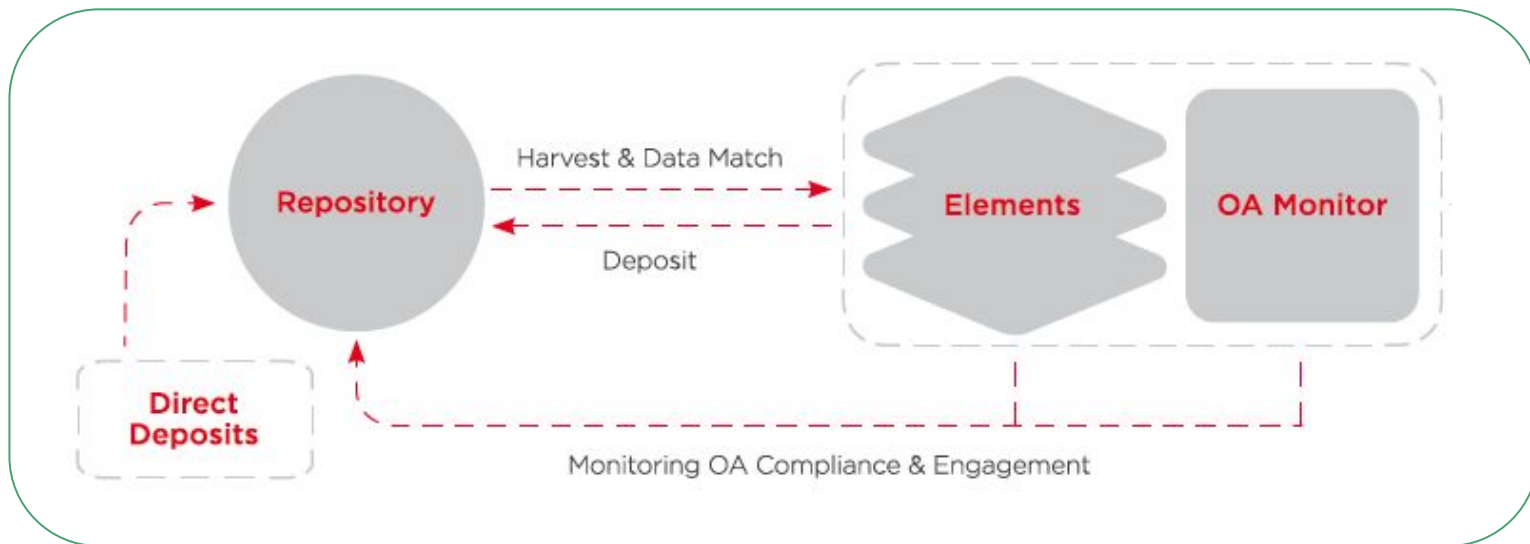 Harvest & Data Match
Repository
Elements
OA Monitor
Deposit
Direct
Deposits
Monitoring OA Compliance & Engagement